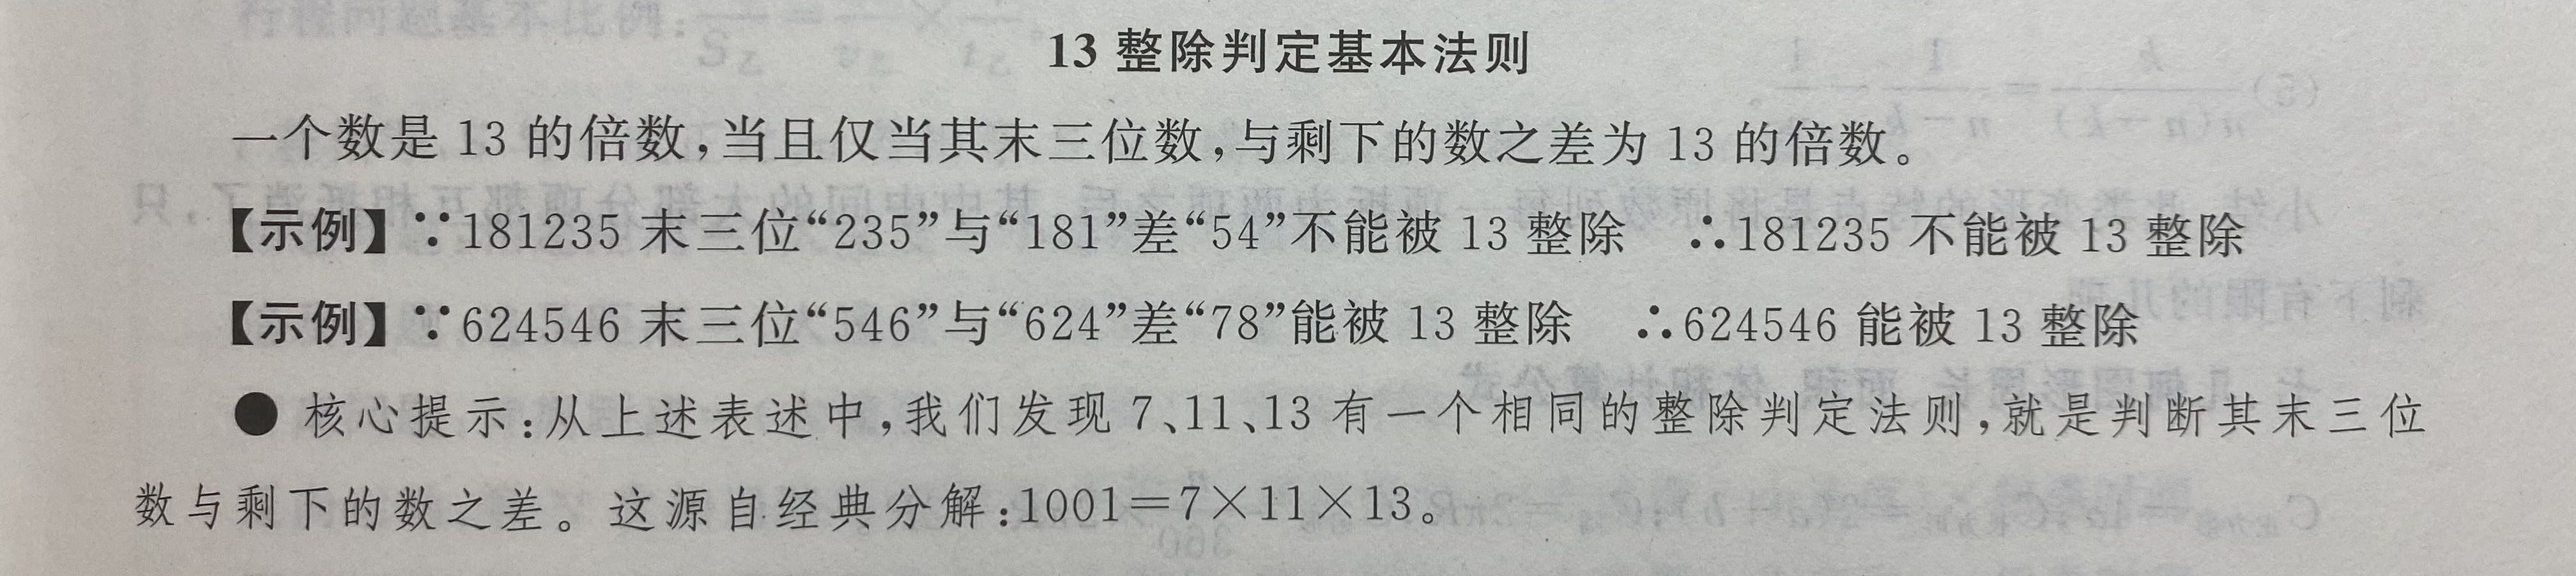 13 整除判定基本法则
一个数是 13 的倍数,当且仅当其末三位数,与剩下的数之差为 13 的倍数。
【示例】∵181235 末三位“235”与“181”差“54”不能被 13 整除 ∴181235 不能被 13 整除
【示例】∵624546 末三位“546”与“624”差“78”能被 13 整除 ∴624546 能被 13 整除
● 核心提示:从上述表述中,我们发现 7、11、13 有一个相同的整除判定法则,就是判断其末三位
数与剩下的数之差。这源自经典分解:1001=7×11×13。